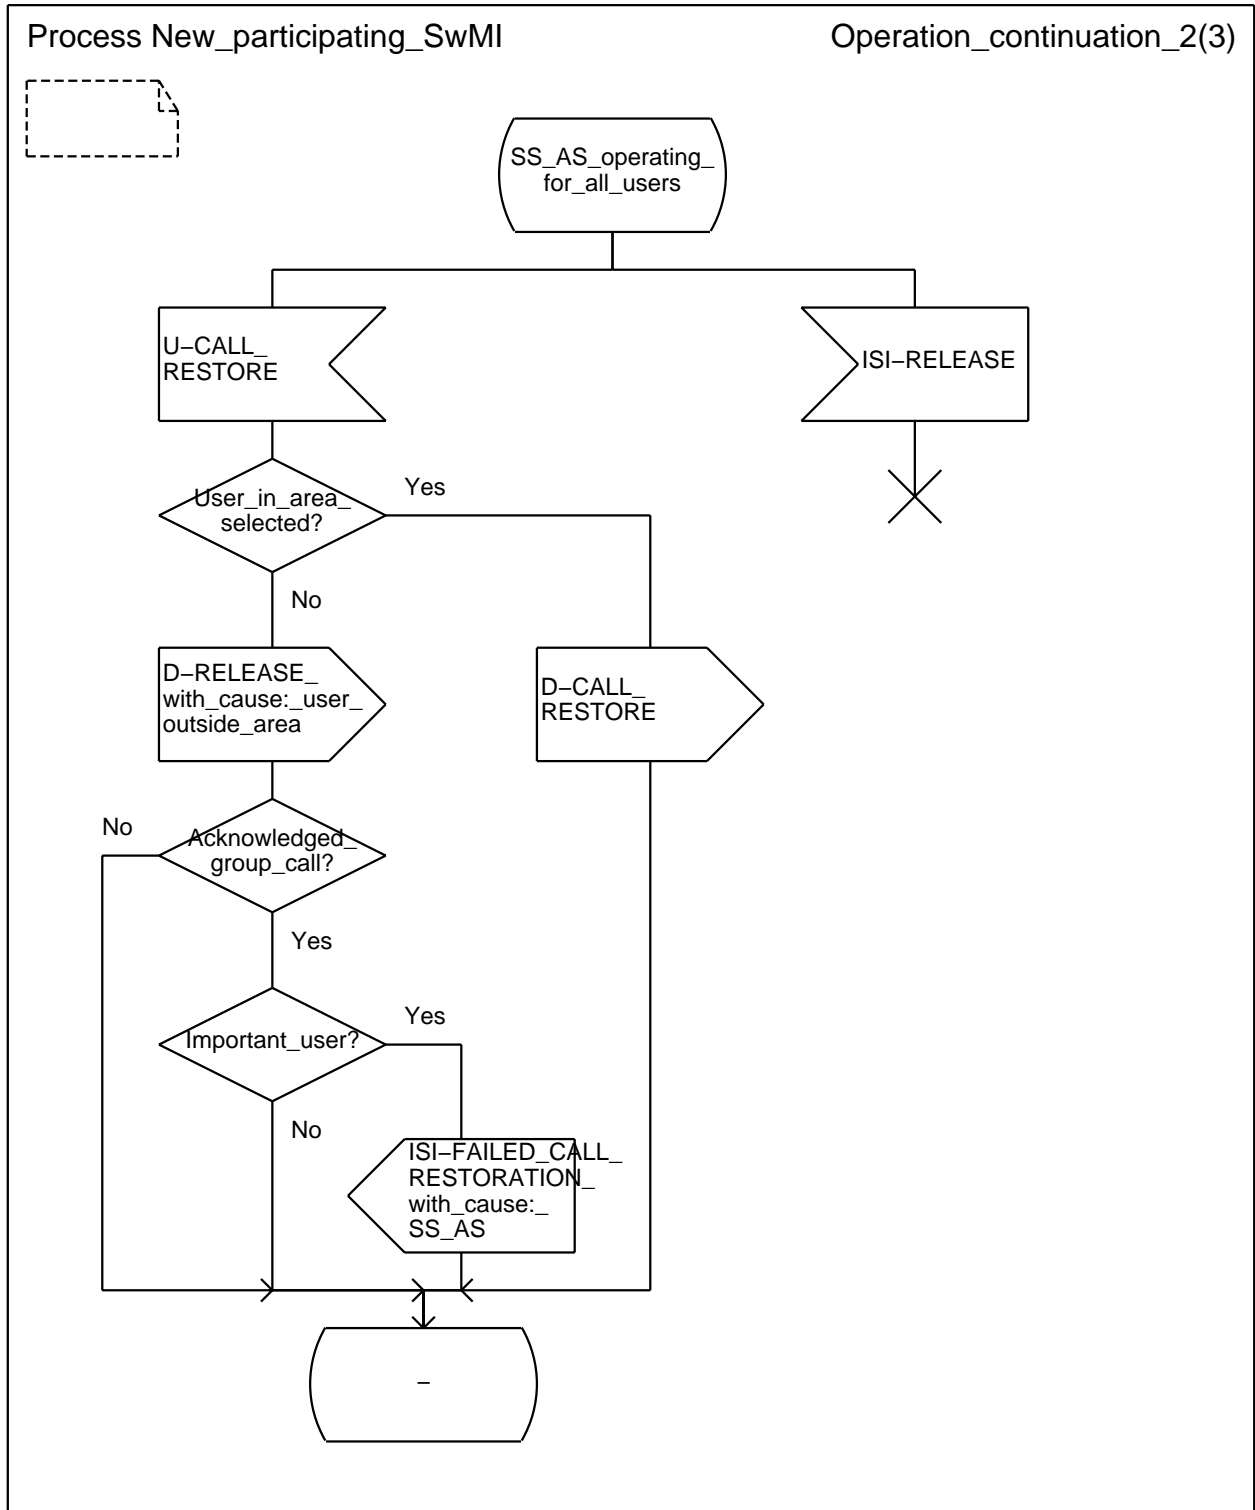 Process New_participating_SwMI
Operation_continuation_2(3)
SS_AS_operating_
for_all_users
U–CALL_
RESTORE
ISI–RELEASE
User_in_area_
selected?
Yes
No
D–RELEASE_
with_cause:_user_
outside_area
D–CALL_
RESTORE
No
Acknowledged_
group_call?
Yes
Important_user?
Yes
No
ISI–FAILED_CALL_
RESTORATION_
with_cause:_
SS_AS
–